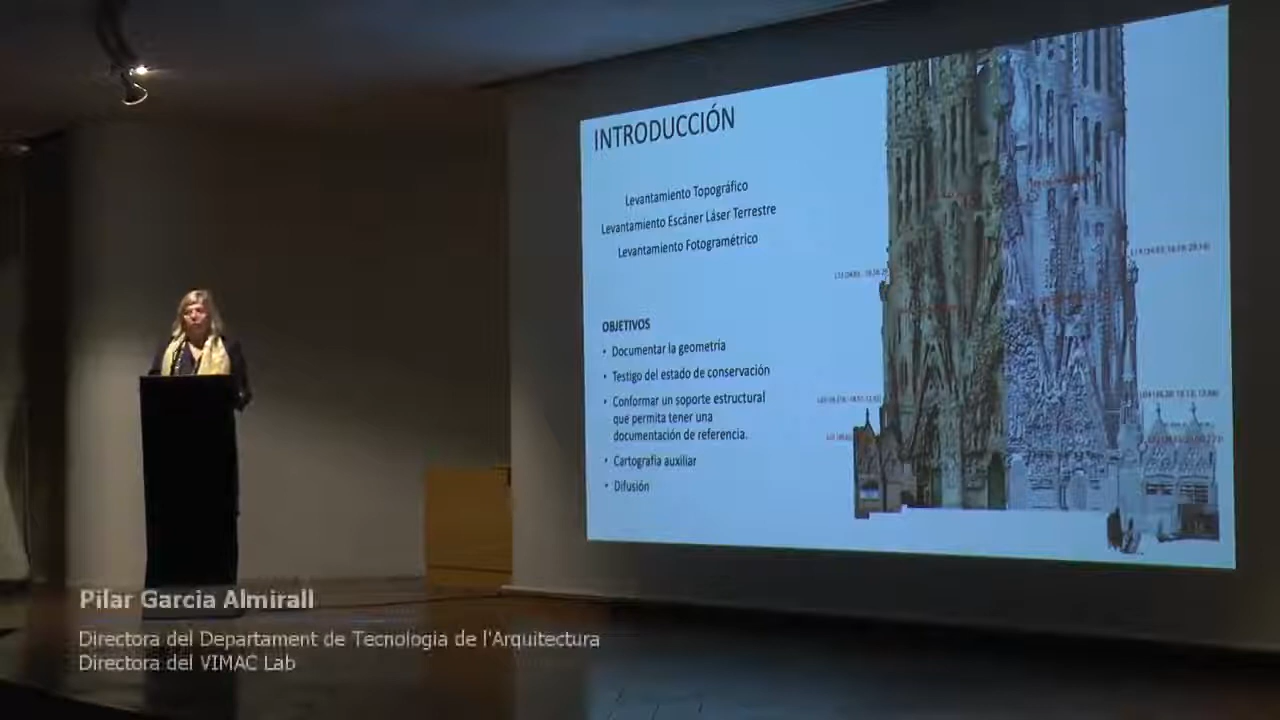 INTRODUCCIÓN
Levantamiento Topográfico
Levantamiento Escáner Láser Terrestre
Levantamiento Fotogramétrico
OBJETIVOS
• Documentar la geometría
• Testigo del estado de conservación
• Conformar un soporte estructural
que permita tener una
documentación de referencia.
• Cartografía auxiliar
• Difusión
Pilar Garcia Almirall
Directora del Departament de Tecnologia de l'Arquitectura
Directora del VIMAC Lab